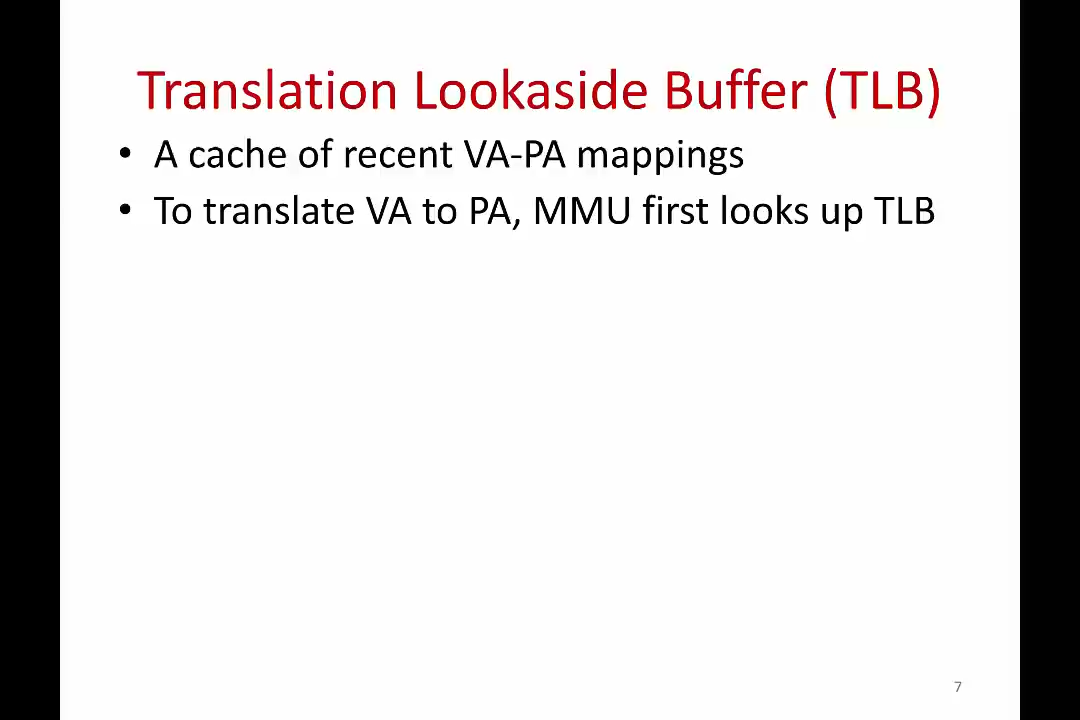 Translation Lookaside Buffer (TLB)
• A cache of recent VA-PA mappings
• To translate VA to PA, MMU first looks up TLB
7